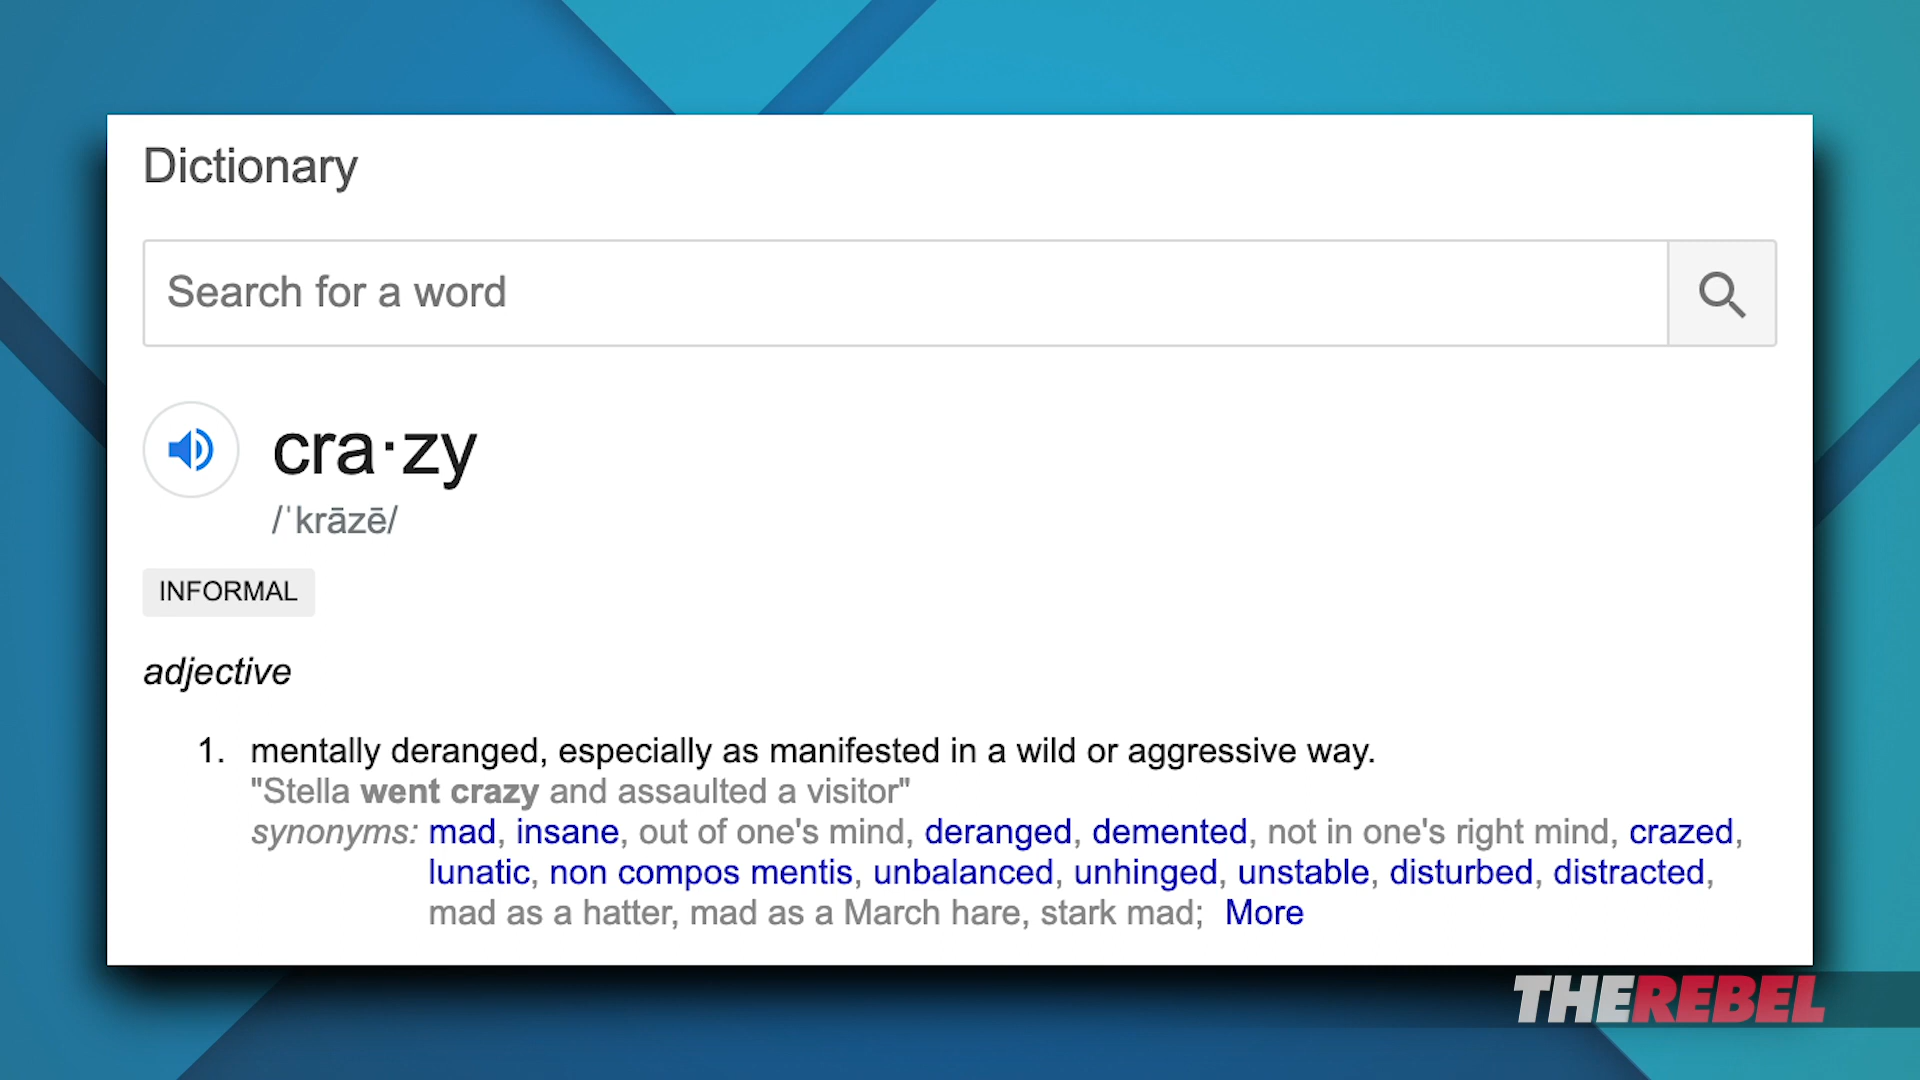 Dictionary
Search for a word
cra·zy
/ˈkrāzē/
INFORMAL
adjective
1. mentally deranged, especially as manifested in a wild or aggressive way.
"Stella went crazy and assaulted a visitor"
synonyms: mad, insane, out of one's mind, deranged, demented, not in one's right mind, crazed,
lunatic, non compos mentis, unbalanced, unhinged, unstable, disturbed, distracted,
mad as a hatter, mad as a March hare, stark mad; More
THEREBEL